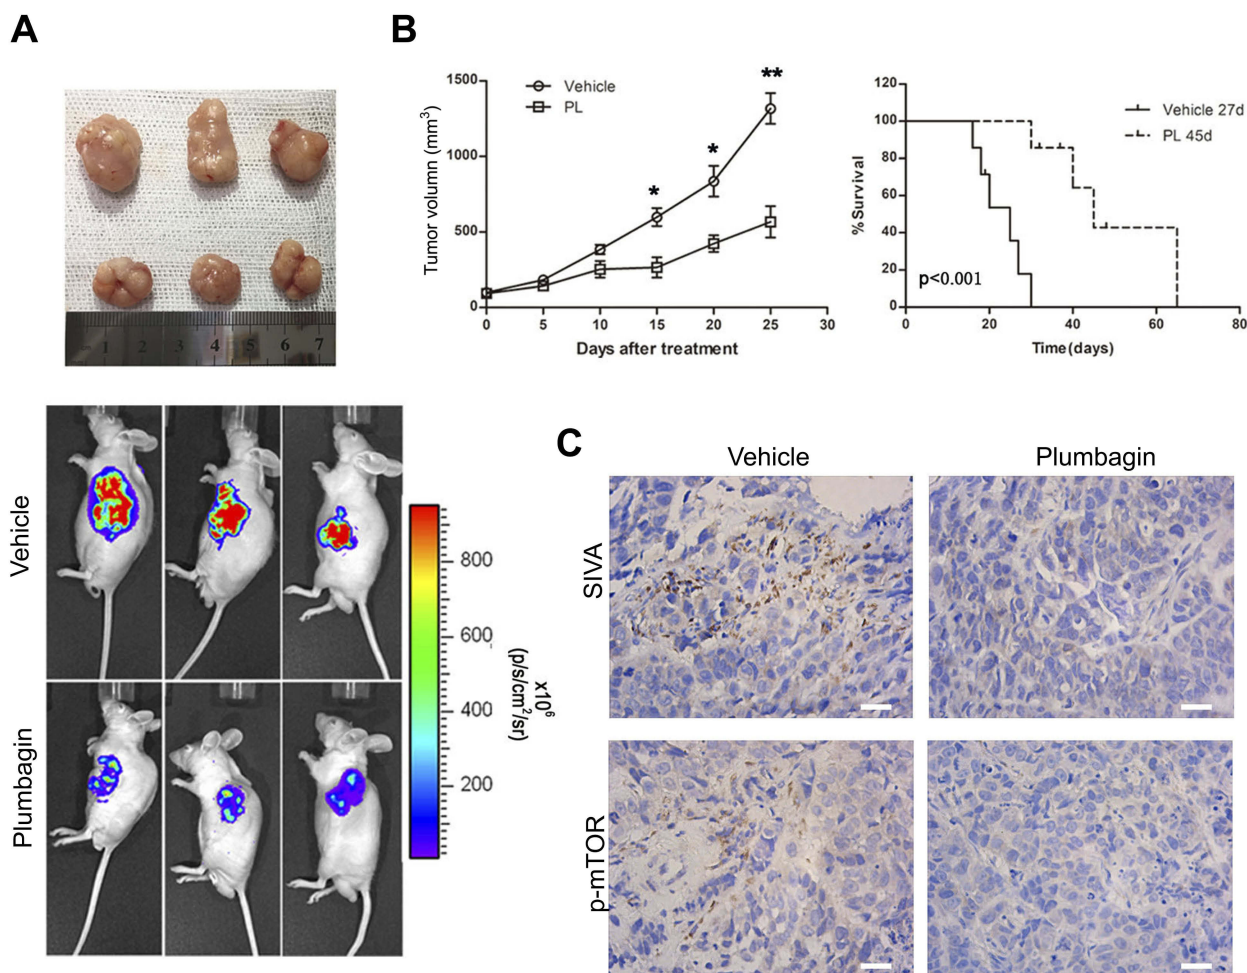 A
B
1500
1000
500
0
Tumor volumn (mm³)
Vehicle
PL
*
*
**
0 5 10 15 20 25 30
Days after treatment
120
100
80
60
40
20
0
%Survival
Vehicle 27d
PL 45d
p<0.001
0 20 40 60 80
Time(days)
1 2 3 4 5 6 7
Vehicle
Plumbagin
800
600
400
200
x10⁶
(p/s/cm²/sr)
C
Vehicle Plumbagin
SIVA
p-mTOR